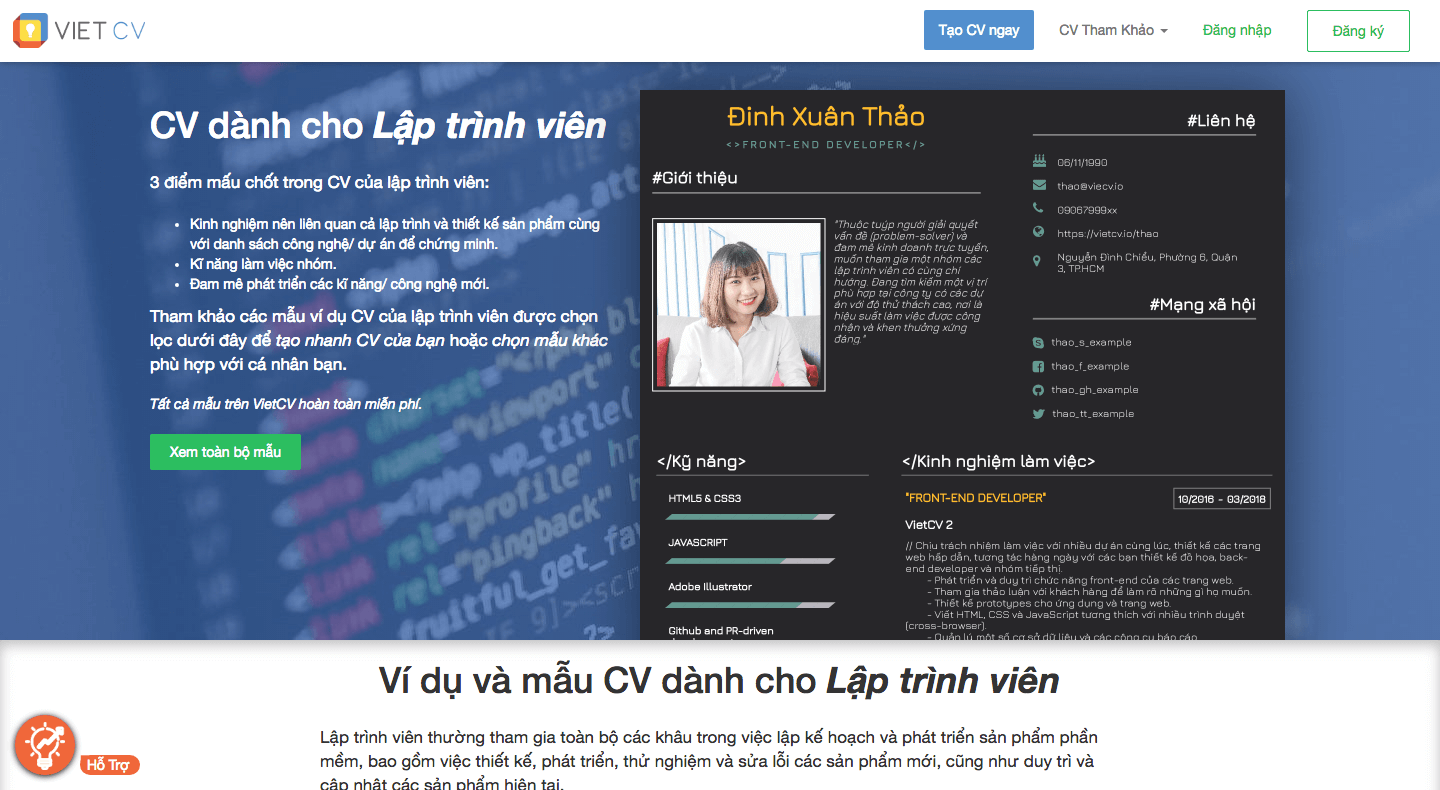 VIET CV
Tạo CV ngay
CV Tham Khảo
Đăng nhập
Đăng ký
CV dành cho Lập trình viên
3 điểm mấu chốt trong CV của lập trình viên:
• Kinh nghiệm nên liên quan cả lập trình và thiết kế sản phẩm cùng
với danh sách công nghệ/ dự án để chứng minh.
• Kĩ năng làm việc nhóm.
• Đam mê phát triển các kĩ năng/ công nghệ mới.
Tham khảo các mẫu ví dụ CV của lập trình viên được chọn
lọc dưới đây để tạo nhanh CV của bạn hoặc chọn mẫu khác
phù hợp với cá nhân bạn.
Tất cả mẫu trên VietCV hoàn toàn miễn phí.
Xem toàn bộ mẫu
Đinh Xuân Thảo
<>FRONT-END DEVELOPER</>
#Giới thiệu
"Thuộc tuýp người giải quyết
vấn đề (problem-solver) và
đam mê kinh doanh trực tuyến,
muốn tham gia một nhóm các
lập trình viên có cùng chí
hướng. Đang tìm kiếm một vị trí
phù hợp tại công ty có các dự
án với độ thử thách cao, nơi là
hiệu suất làm việc được công
nhận và khen thưởng xứng
đáng."
#Liên hệ
06/11/1990
thao@viecv.io
09067999xx
https://vietcv.io/thao
Nguyễn Đình Chiểu, Phường 6, Quận
3, TP.HCM
#Mạng xã hội
thao_s_example
thao_f_example
thao_gh_example
thao_tt_example
</Kỹ năng>
HTML5 & CSS3
JAVASCRIPT
Adobe Illustrator
Github and PR-driven
</Kinh nghiệm làm việc>
"FRONT-END DEVELOPER"
10/2016 - 03/2018
VietCV 2
// Chịu trách nhiệm làm việc với nhiều dự án cùng lúc, thiết kế các trang
web hấp dẫn, tương tác hàng ngày với các bạn thiết kế đồ họa, back-
end developer và nhóm tiếp thị.
- Phát triển và duy trì chức năng front-end của các trang web.
- Tham gia thảo luận với khách hàng để làm rõ những gì họ muốn.
- Thiết kế prototypes cho ứng dụng và trang web.
- Viết HTML, CSS và JavaScript tương thích với nhiều trình duyệt
(cross-browser).
- Quản lý một số cơ sở dữ liệu và các công cụ báo cáo
Ví dụ và mẫu CV dành cho Lập trình viên
Lập trình viên thường tham gia toàn bộ các khâu trong việc lập kế hoạch và phát triển sản phẩm phần
mềm, bao gồm việc thiết kế, phát triển, thử nghiệm và sửa lỗi các sản phẩm mới, cũng như duy trì và
cập nhật các sản phẩm hiện tại.
Hỗ Trợ